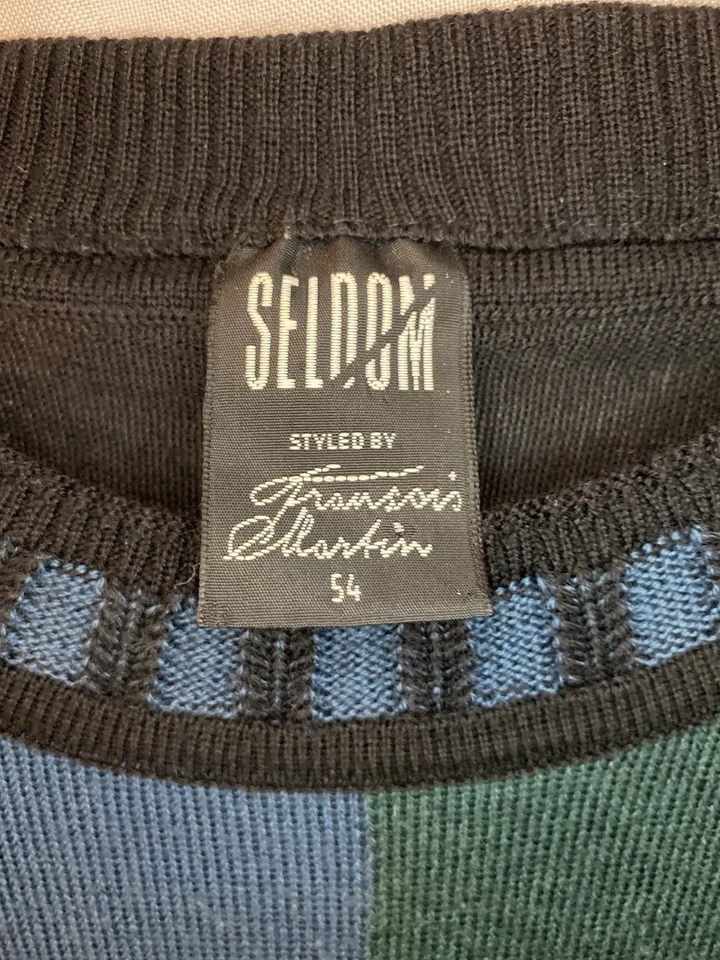 SELDOM
STYLED BY
Fransois
Martin
54